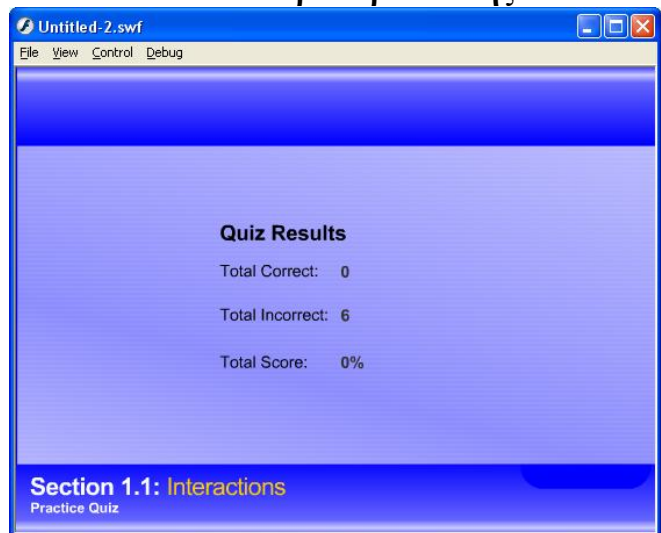 Untitled-2.swf
File View Control Debug
Quiz Results
Total Correct: 0
Total Incorrect: 6
Total Score: 0%
Section 1.1: Interactions
Practice Quiz